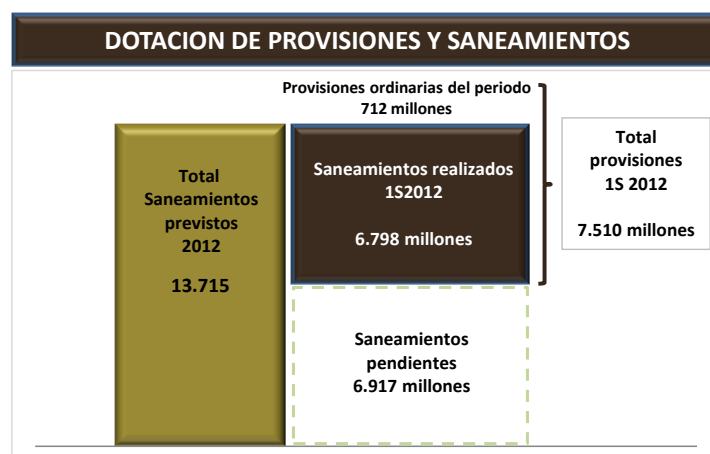 DOTACION DE PROVISIONES Y SANEAMIENTOS
Provisiones ordinarias del periodo
712 millones
Total
Saneamientos
previstos
2012
13.715
Saneamientos realizados
1S2012
6.798 millones
Total
provisiones
1S 2012
7.510 millones
Saneamientos
pendientes
6.917 millones